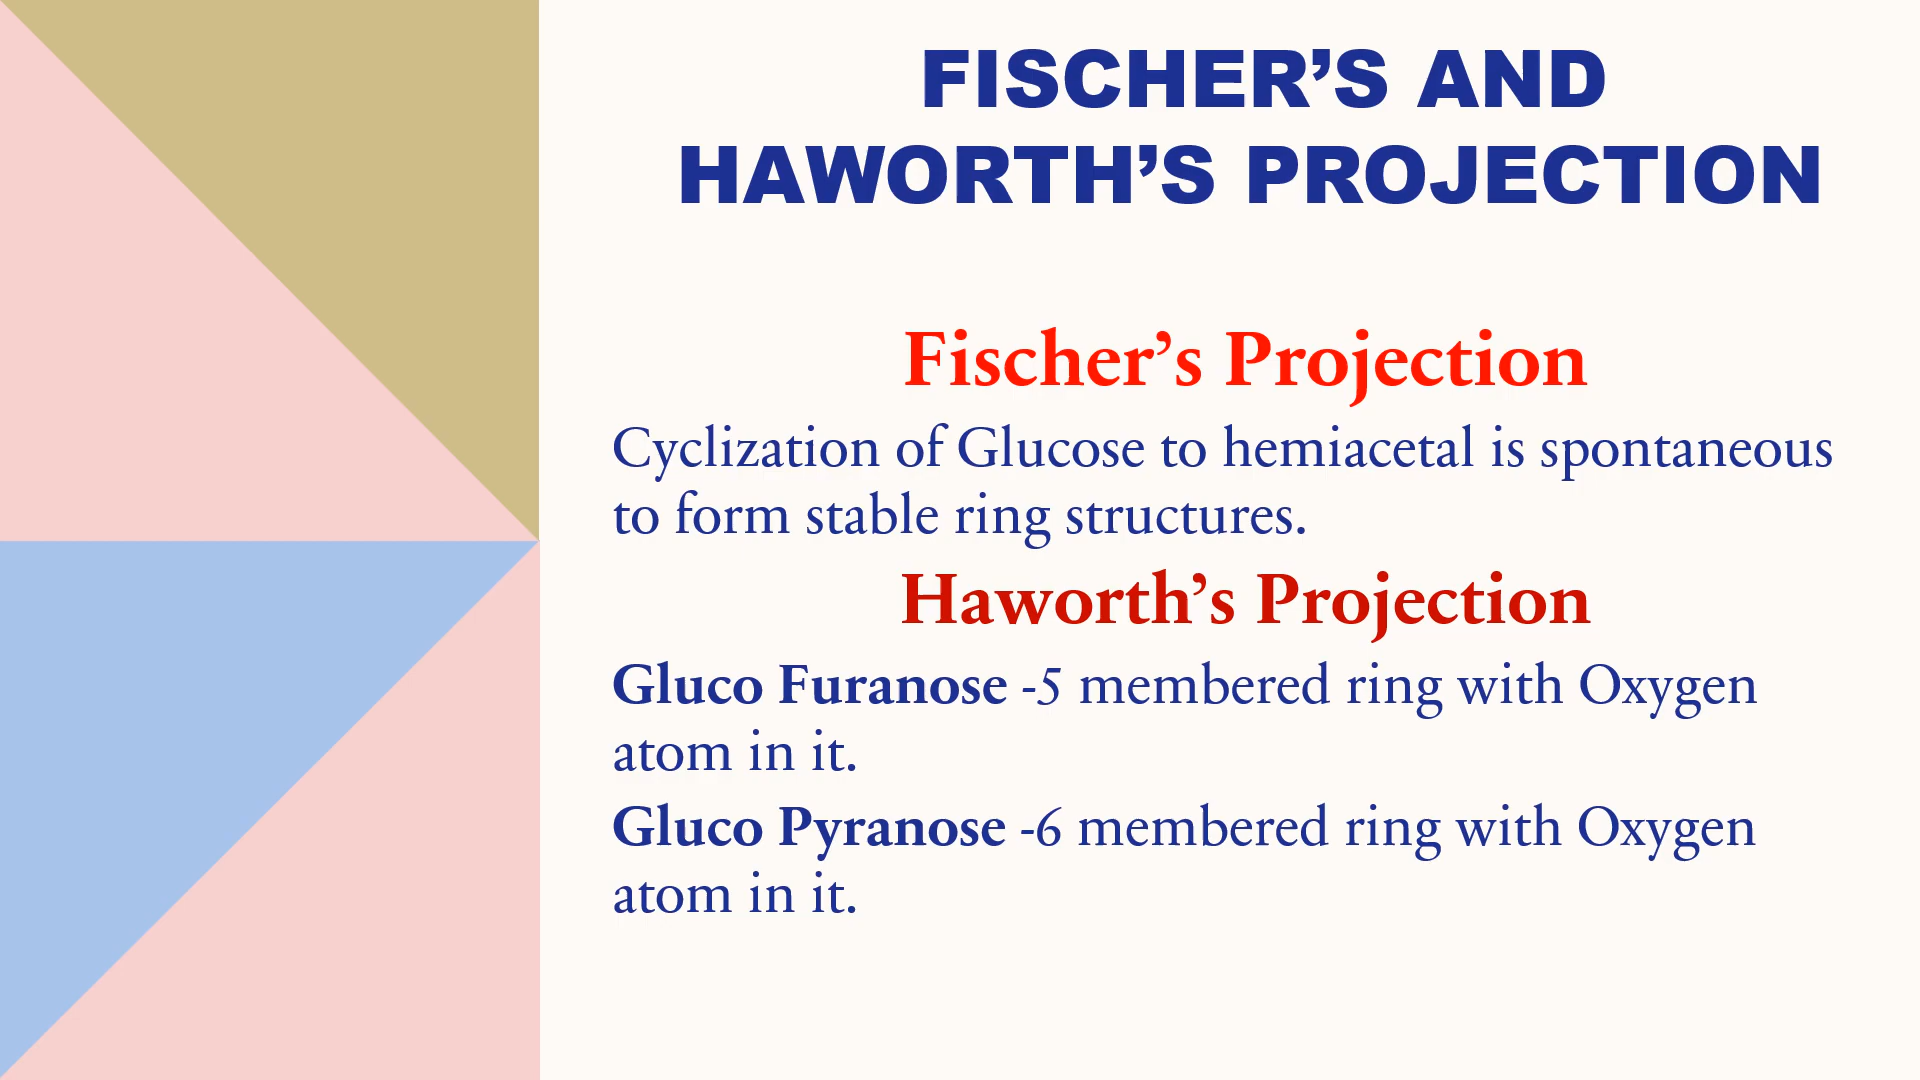 FISCHER’S AND
HAWORTH’S PROJECTION
Fischer’s Projection
Cyclization of Glucose to hemiacetal is spontaneous
to form stable ring structures.
Haworth’s Projection
Gluco Furanose -5 membered ring with Oxygen
atom in it.
Gluco Pyranose -6 membered ring with Oxygen
atom in it.